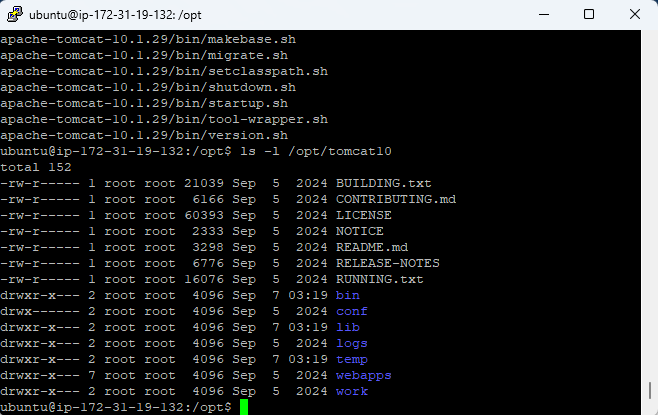 ubuntu@ip-172-31-19-132: /opt
apache-tomcat-10.1.29/bin/makebase.sh
apache-tomcat-10.1.29/bin/migrate.sh
apache-tomcat-10.1.29/bin/setclasspath.sh
apache-tomcat-10.1.29/bin/shutdown.sh
apache-tomcat-10.1.29/bin/startup.sh
apache-tomcat-10.1.29/bin/tool-wrapper.sh
apache-tomcat-10.1.29/bin/version.sh
ubuntu@ip-172-31-19-132:/opt$ ls -l /opt/tomcat10
total 152
-rw-r----- 1 root root 21039 Sep  5  2024 BUILDING.txt
-rw-r----- 1 root root  6166 Sep  5  2024 CONTRIBUTING.md
-rw-r----- 1 root root 60393 Sep  5  2024 LICENSE
-rw-r----- 1 root root  2333 Sep  5  2024 NOTICE
-rw-r----- 1 root root  3298 Sep  5  2024 README.md
-rw-r----- 1 root root  6776 Sep  5  2024 RELEASE-NOTES
-rw-r----- 1 root root 16076 Sep  5  2024 RUNNING.txt
drwxr-x--- 2 root root  4096 Sep  7 03:19 bin
drwx------ 2 root root  4096 Sep  5  2024 conf
drwxr-x--- 2 root root  4096 Sep  7 03:19 lib
drwxr-x--- 2 root root  4096 Sep  5  2024 logs
drwxr-x--- 2 root root  4096 Sep  7 03:19 temp
drwxr-x--- 7 root root  4096 Sep  5  2024 webapps
drwxr-x--- 2 root root  4096 Sep  5  2024 work
ubuntu@ip-172-31-19-132:/opt$